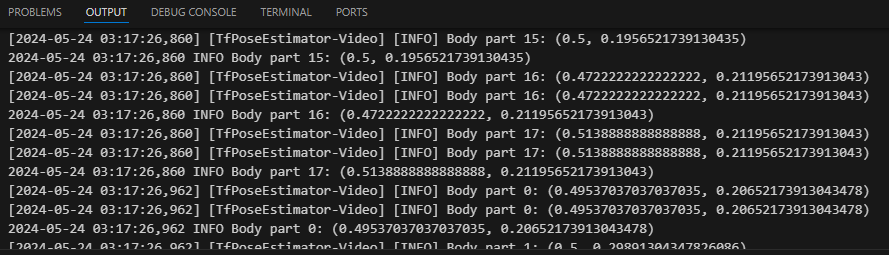 PROBLEMS OUTPUT DEBUG CONSOLE TERMINAL PORTS
[2024-05-24 03:17:26,860] [TfPoseEstimator-Video] [INFO] Body part 15: (0.5, 0.1956521739130435)
2024-05-24 03:17:26,860 INFO Body part 15: (0.5, 0.1956521739130435)
[2024-05-24 03:17:26,860] [TfPoseEstimator-Video] [INFO] Body part 16: (0.4722222222222222, 0.21195652173913043)
[2024-05-24 03:17:26,860] [TfPoseEstimator-Video] [INFO] Body part 16: (0.4722222222222222, 0.21195652173913043)
2024-05-24 03:17:26,860 INFO Body part 16: (0.4722222222222222, 0.21195652173913043)
[2024-05-24 03:17:26,860] [TfPoseEstimator-Video] [INFO] Body part 17: (0.5138888888888888, 0.21195652173913043)
[2024-05-24 03:17:26,860] [TfPoseEstimator-Video] [INFO] Body part 17: (0.5138888888888888, 0.21195652173913043)
2024-05-24 03:17:26,860 INFO Body part 17: (0.5138888888888888, 0.21195652173913043)
[2024-05-24 03:17:26,962] [TfPoseEstimator-Video] [INFO] Body part 0: (0.49537037037037035, 0.20652173913043478)
[2024-05-24 03:17:26,962] [TfPoseEstimator-Video] [INFO] Body part 0: (0.49537037037037035, 0.20652173913043478)
2024-05-24 03:17:26,962 INFO Body part 0: (0.49537037037037035, 0.20652173913043478)
[2024-05-24 03:17:26,962] [TfPoseEstimator-Video] [INFO] Body part 1: (0.5, 0.29891304347826086)